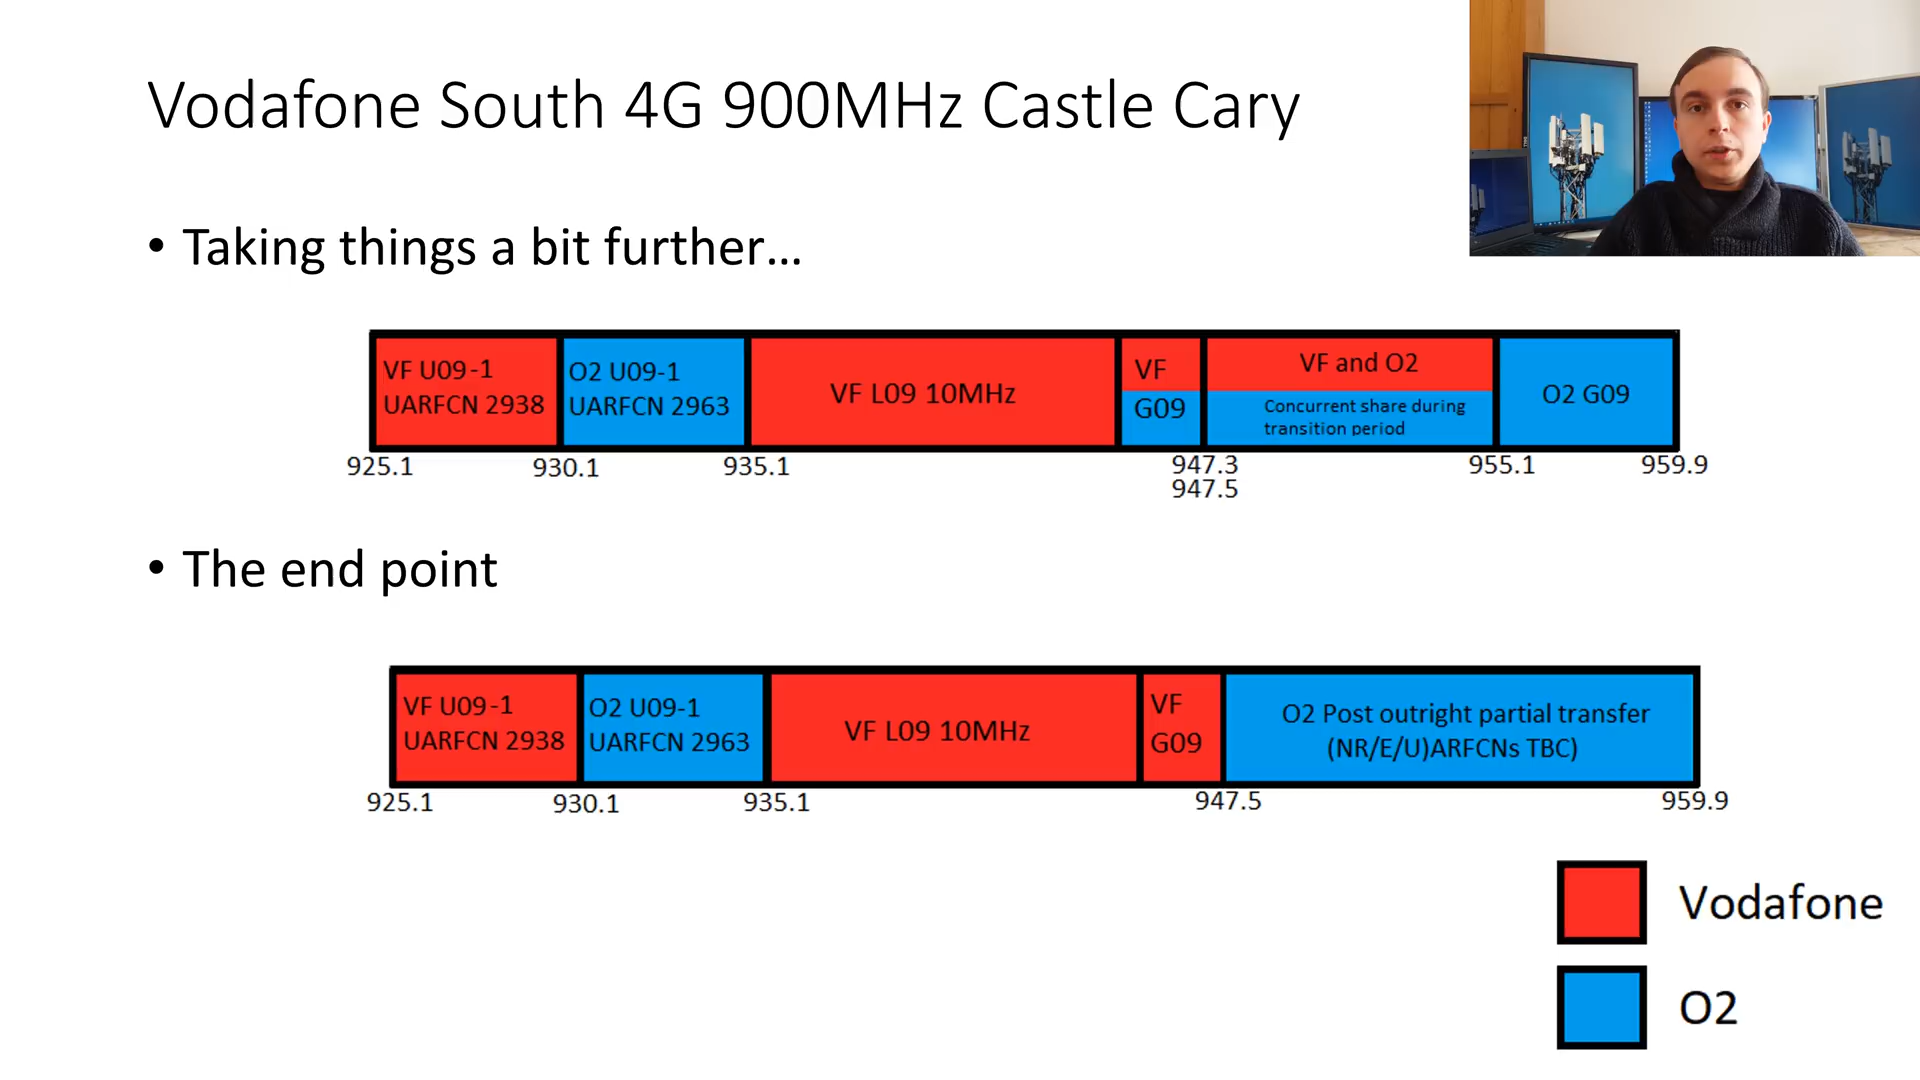 Vodafone South 4G 900MHz Castle Cary
• Taking things a bit further...
VF U09-1
UARFCN 2938
O2 U09-1
UARFCN 2963
VF L09 10MHz
VF
G09
VF and O2
Concurrent share during
transition period
O2 G09
925.1
930.1
935.1
947.3
947.5
955.1
959.9
• The end point
VF U09-1
UARFCN 2938
O2 U09-1
UARFCN 2963
VF L09 10MHz
VF
G09
O2 Post outright partial transfer
(NR/E/U)ARFCNs TBC)
925.1
930.1
935.1
947.5
959.9
Vodafone
O2